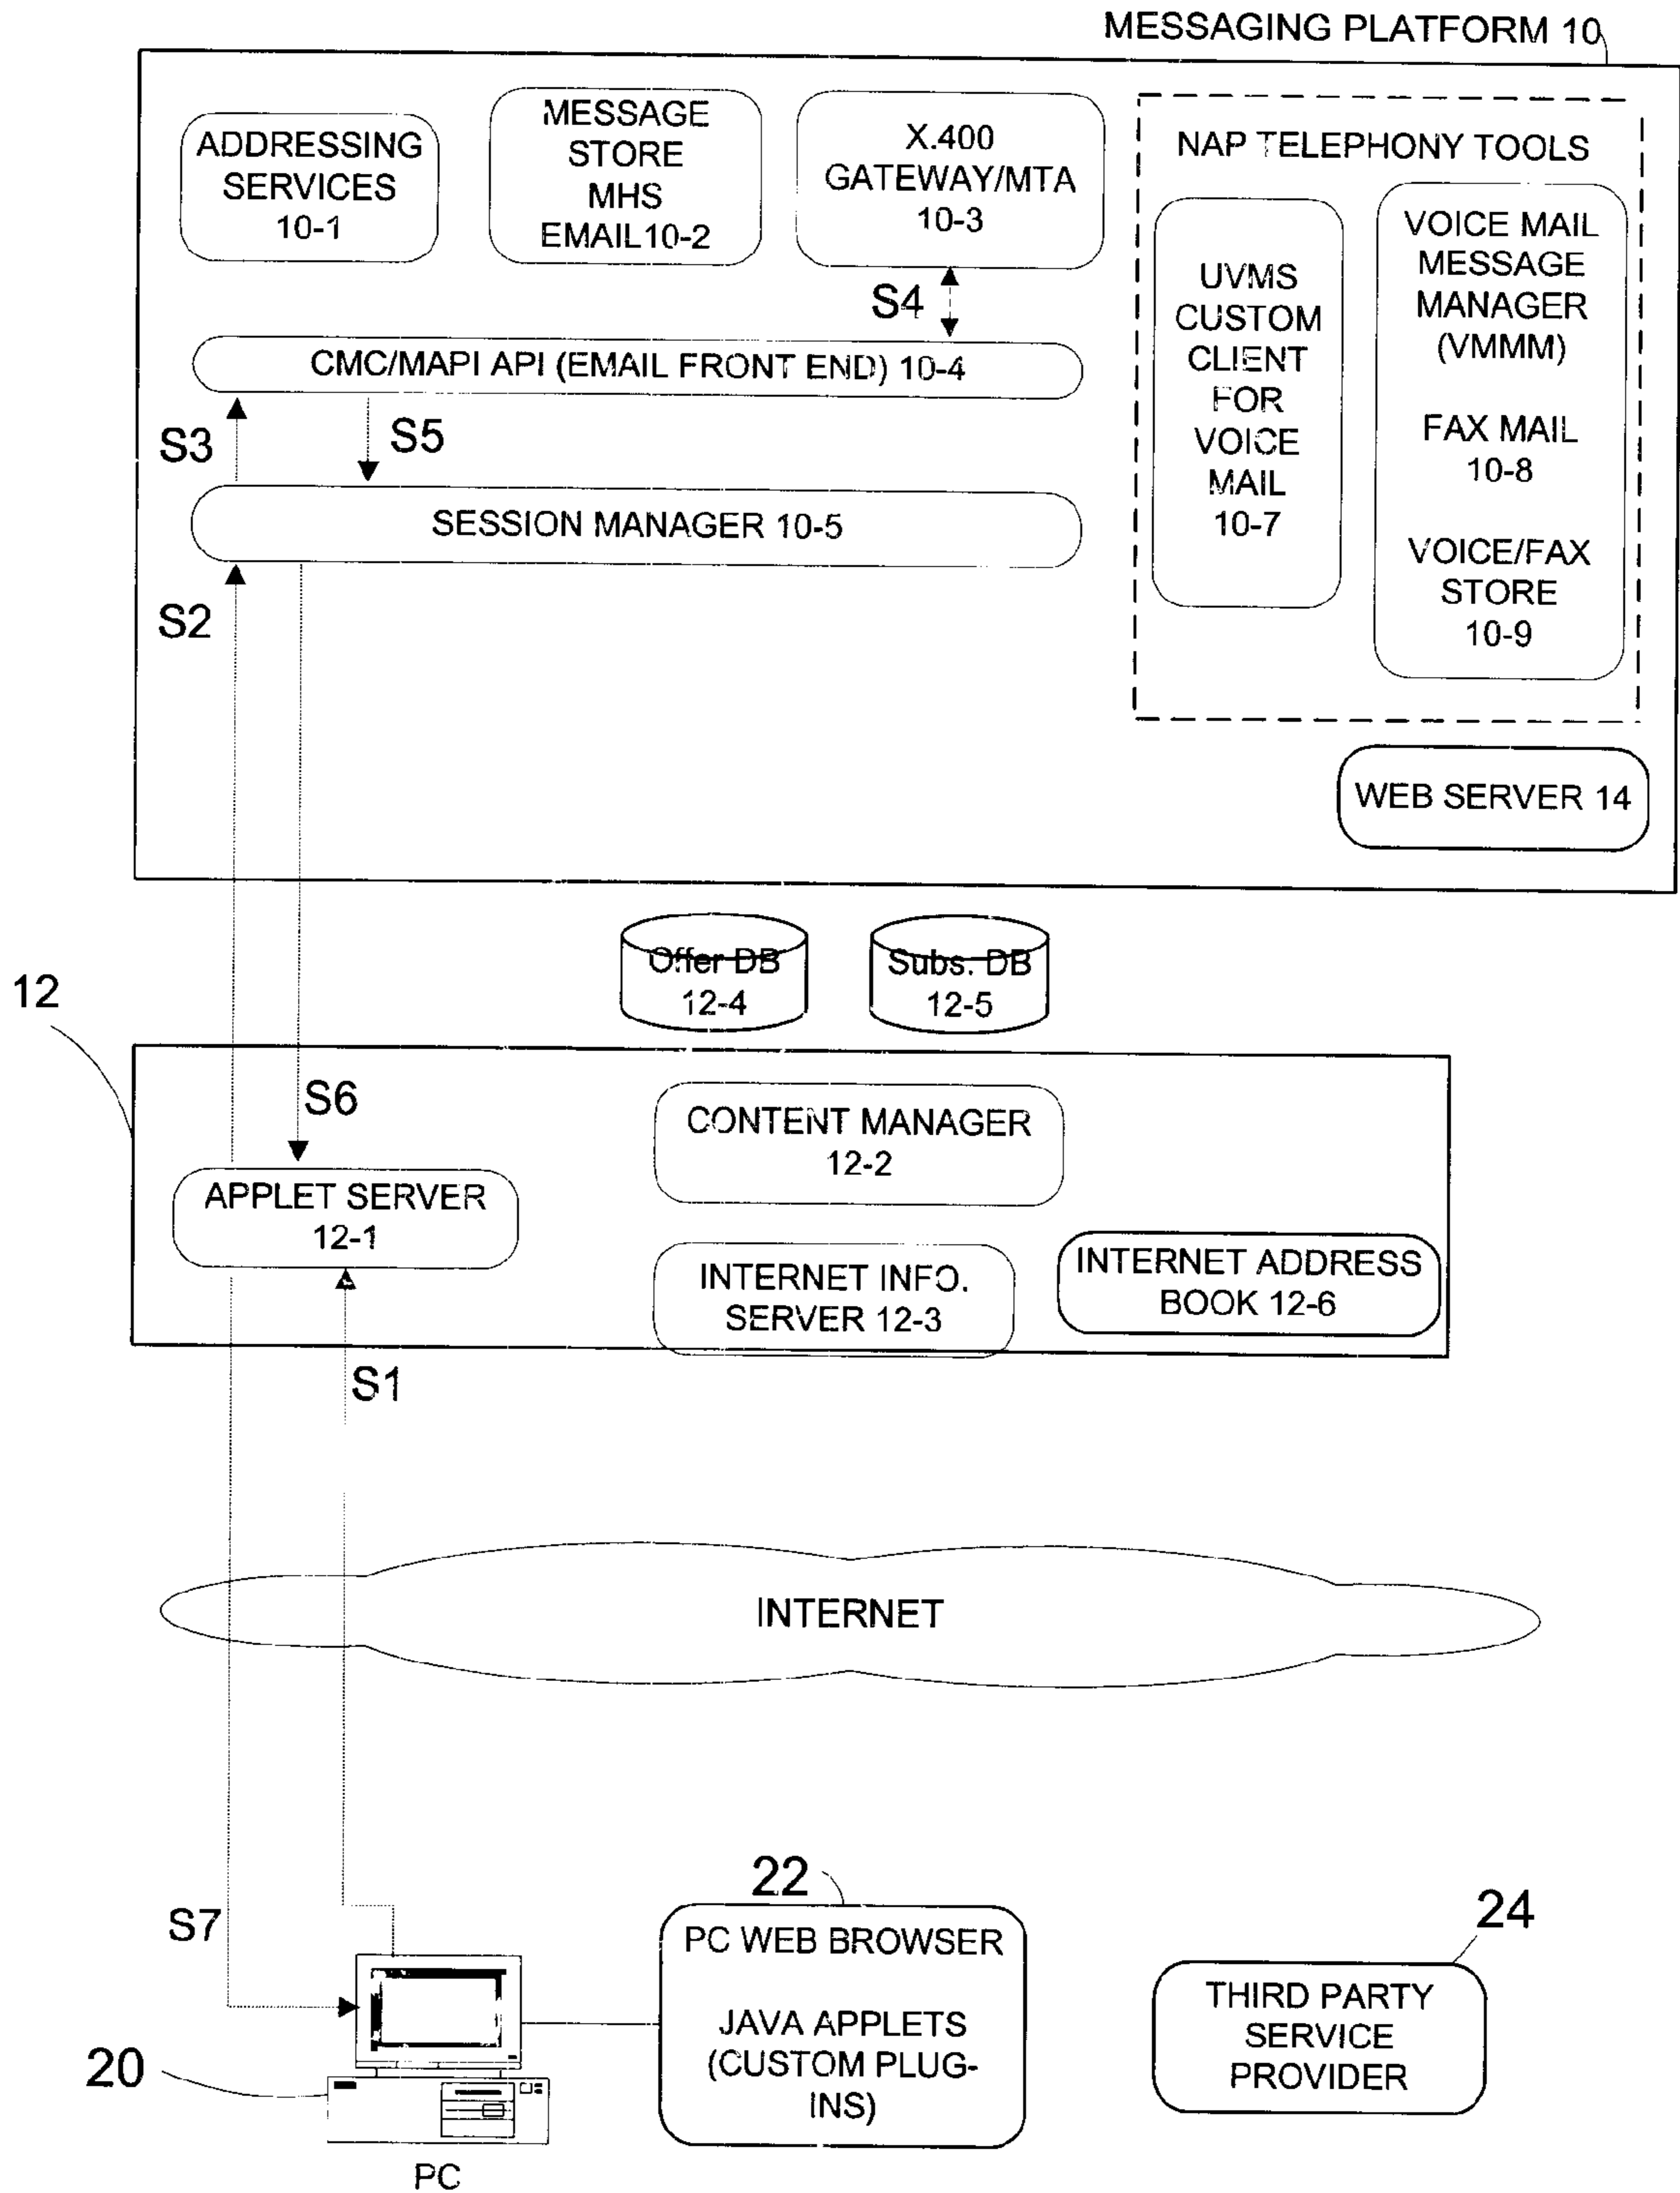 MESSAGING PLATFORM 10
ADDRESSING
SERVICES
10-1
MESSAGE
STORE
MHS
EMAIL10-2
X.400
GATEWAY/MTA
10-3
NAP TELEPHONY TOOLS
UVMS
CUSTOM
CLIENT
FOR
VOICE
MAIL
10-7
VOICE MAIL
MESSAGE
MANAGER
(VMMM)
FAX MAIL
10-8
VOICE/FAX
STORE
10-9
S4
CMC/MAPI API (EMAIL FRONT END) 10-4
S3
S5
SESSION MANAGER 10-5
S2
WEB SERVER 14
Offer DB
12-4
Subs. DB
12-5
12
S6
CONTENT MANAGER
12-2
APPLET SERVER
12-1
INTERNET INFO.
SERVER 12-3
INTERNET ADDRESS
BOOK 12-6
S1
INTERNET
S7
22
PC WEB BROWSER
JAVA APPLETS
(CUSTOM PLUG-
INS)
24
THIRD PARTY
SERVICE
PROVIDER
20
PC